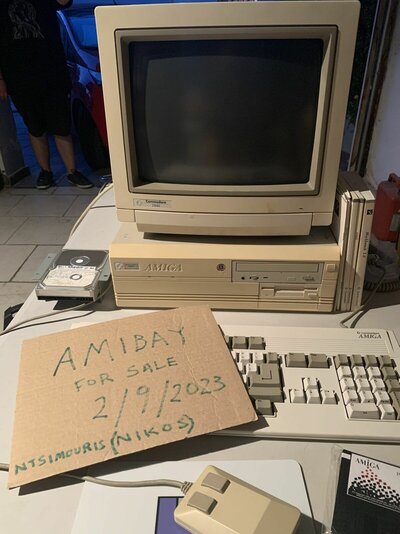 Commodore
AMIGA
AMIBAY
FOR SALE
2/9/2023
NTSIMOURIS (NIKOS)
AMIGA
AMIGA